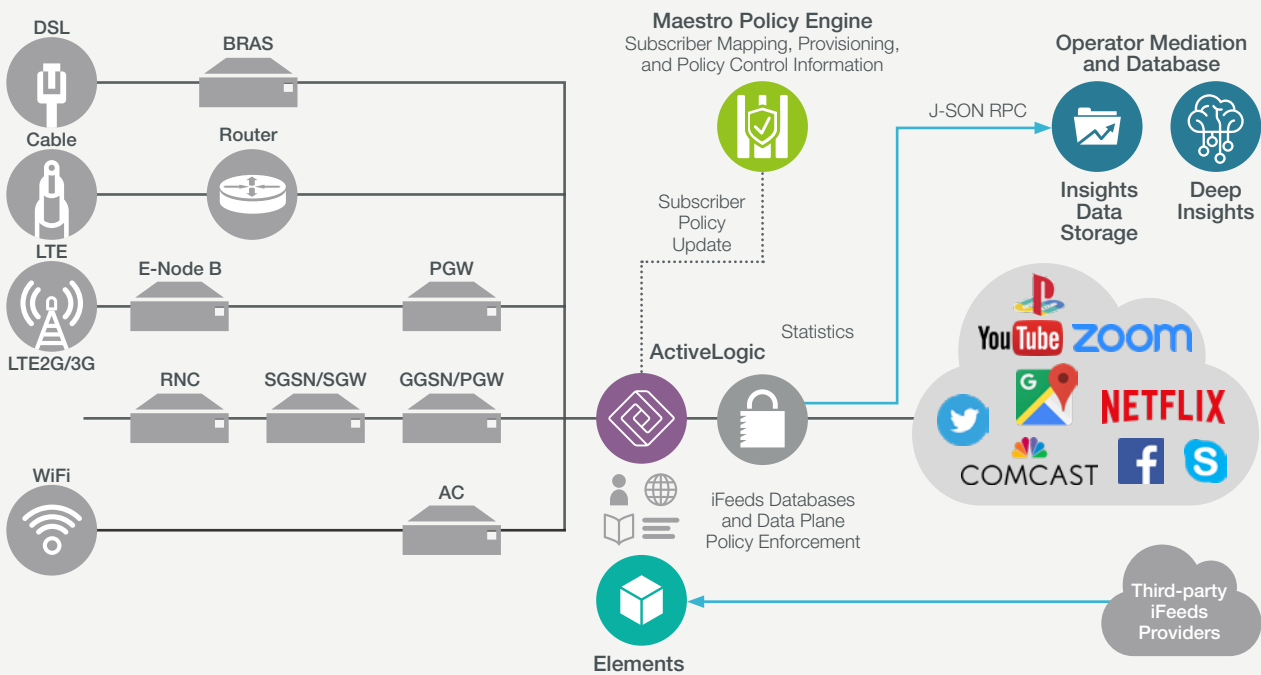 DSL
BRAS
Cable
Router
LTE
E-Node B
PGW
LTE2G/3G
RNC
SGSN/SGW
GGSN/PGW
WiFi
AC
Maestro Policy Engine
Subscriber Mapping, Provisioning,
and Policy Control Information
Subscriber
Policy
Update
ActiveLogic
Statistics
J-SON RPC
Operator Mediation
and Database
Insights
Data
Storage
Deep
Insights
YouTube
zoom
G
NETFLIX
COMCAST
f
S
iFeeds Databases
and Data Plane
Policy Enforcement
Elements
Third-party
iFeeds
Providers